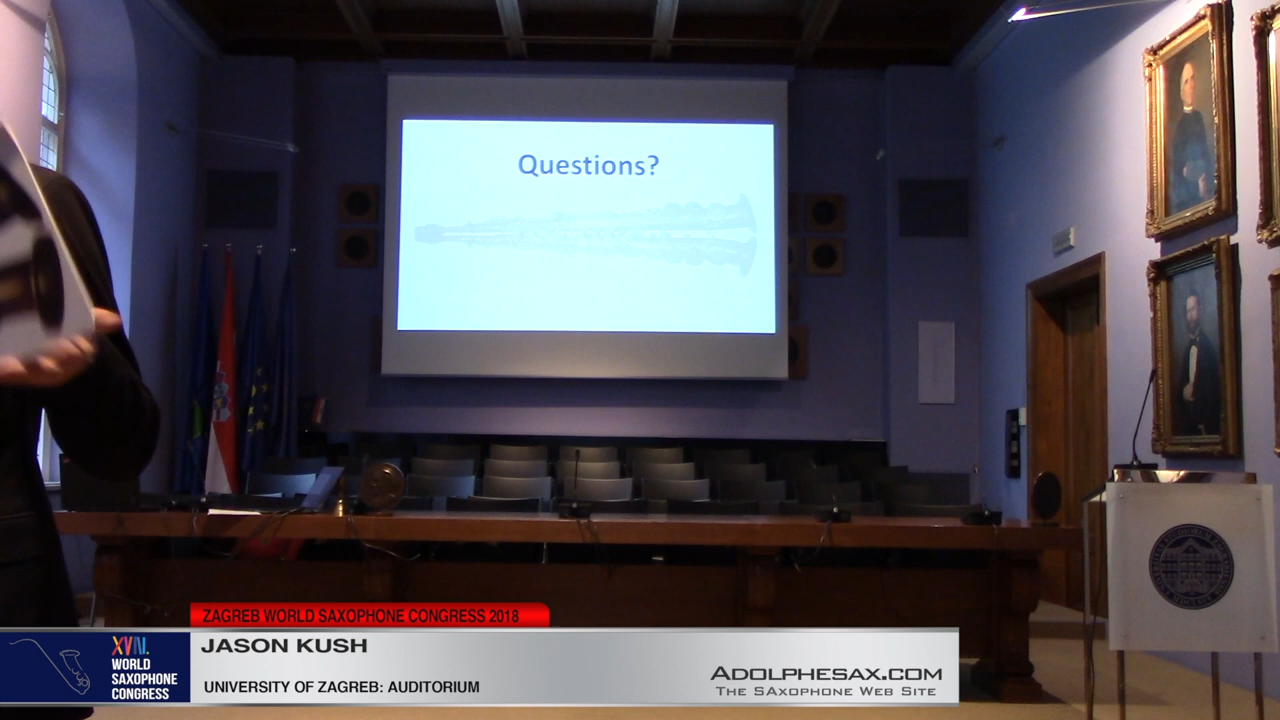 Questions?
ZAGREB WORLD SAXOPHONE CONGRESS 2018
JASON KUSH
UNIVERSITY OF ZAGREB: AUDITORIUM
XVIII.
WORLD
SAXOPHONE
CONGRESS
ADOLPHESAX.COM
THE SAXOPHONE WEB SITE